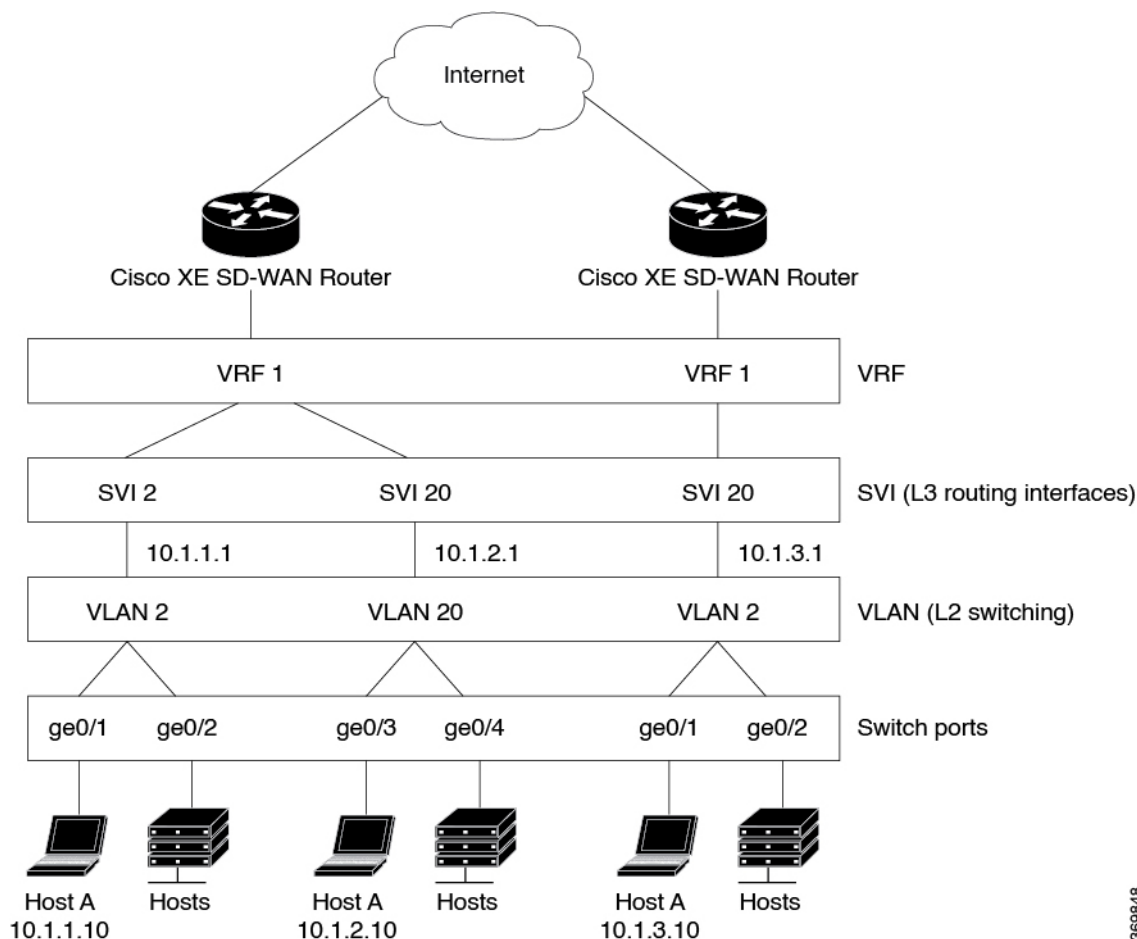 Internet
Cisco XE SD-WAN Router
Cisco XE SD-WAN Router
VRF 1
VRF 1
VRF
SVI 2
SVI 20
SVI 20
SVI (L3 routing interfaces)
10.1.1.1
10.1.2.1
10.1.3.1
VLAN 2
VLAN 20
VLAN 2
VLAN (L2 switching)
ge0/1
ge0/2
ge0/3
ge0/4
ge0/1
ge0/2
Switch ports
Host A
10.1.1.10
Hosts
Host A
10.1.2.10
Hosts
Host A
10.1.3.10
Hosts
369848